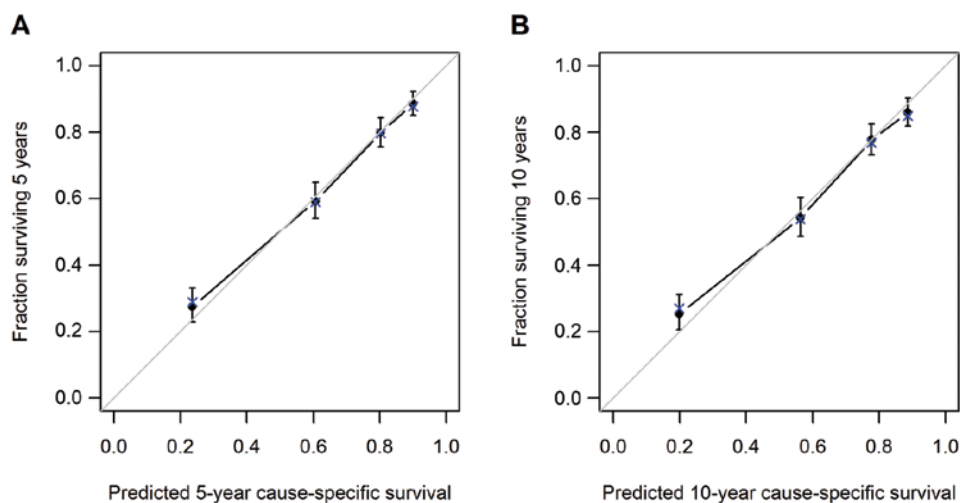 A
Fraction surviving 5 years
1.0
0.8
0.6
0.4
0.2
0.0
0.0 0.2 0.4 0.6 0.8 1.0
Predicted 5-year cause-specific survival
B
Fraction surviving 10 years
1.0
0.8
0.6
0.4
0.2
0.0
0.0 0.2 0.4 0.6 0.8 1.0
Predicted 10-year cause-specific survival